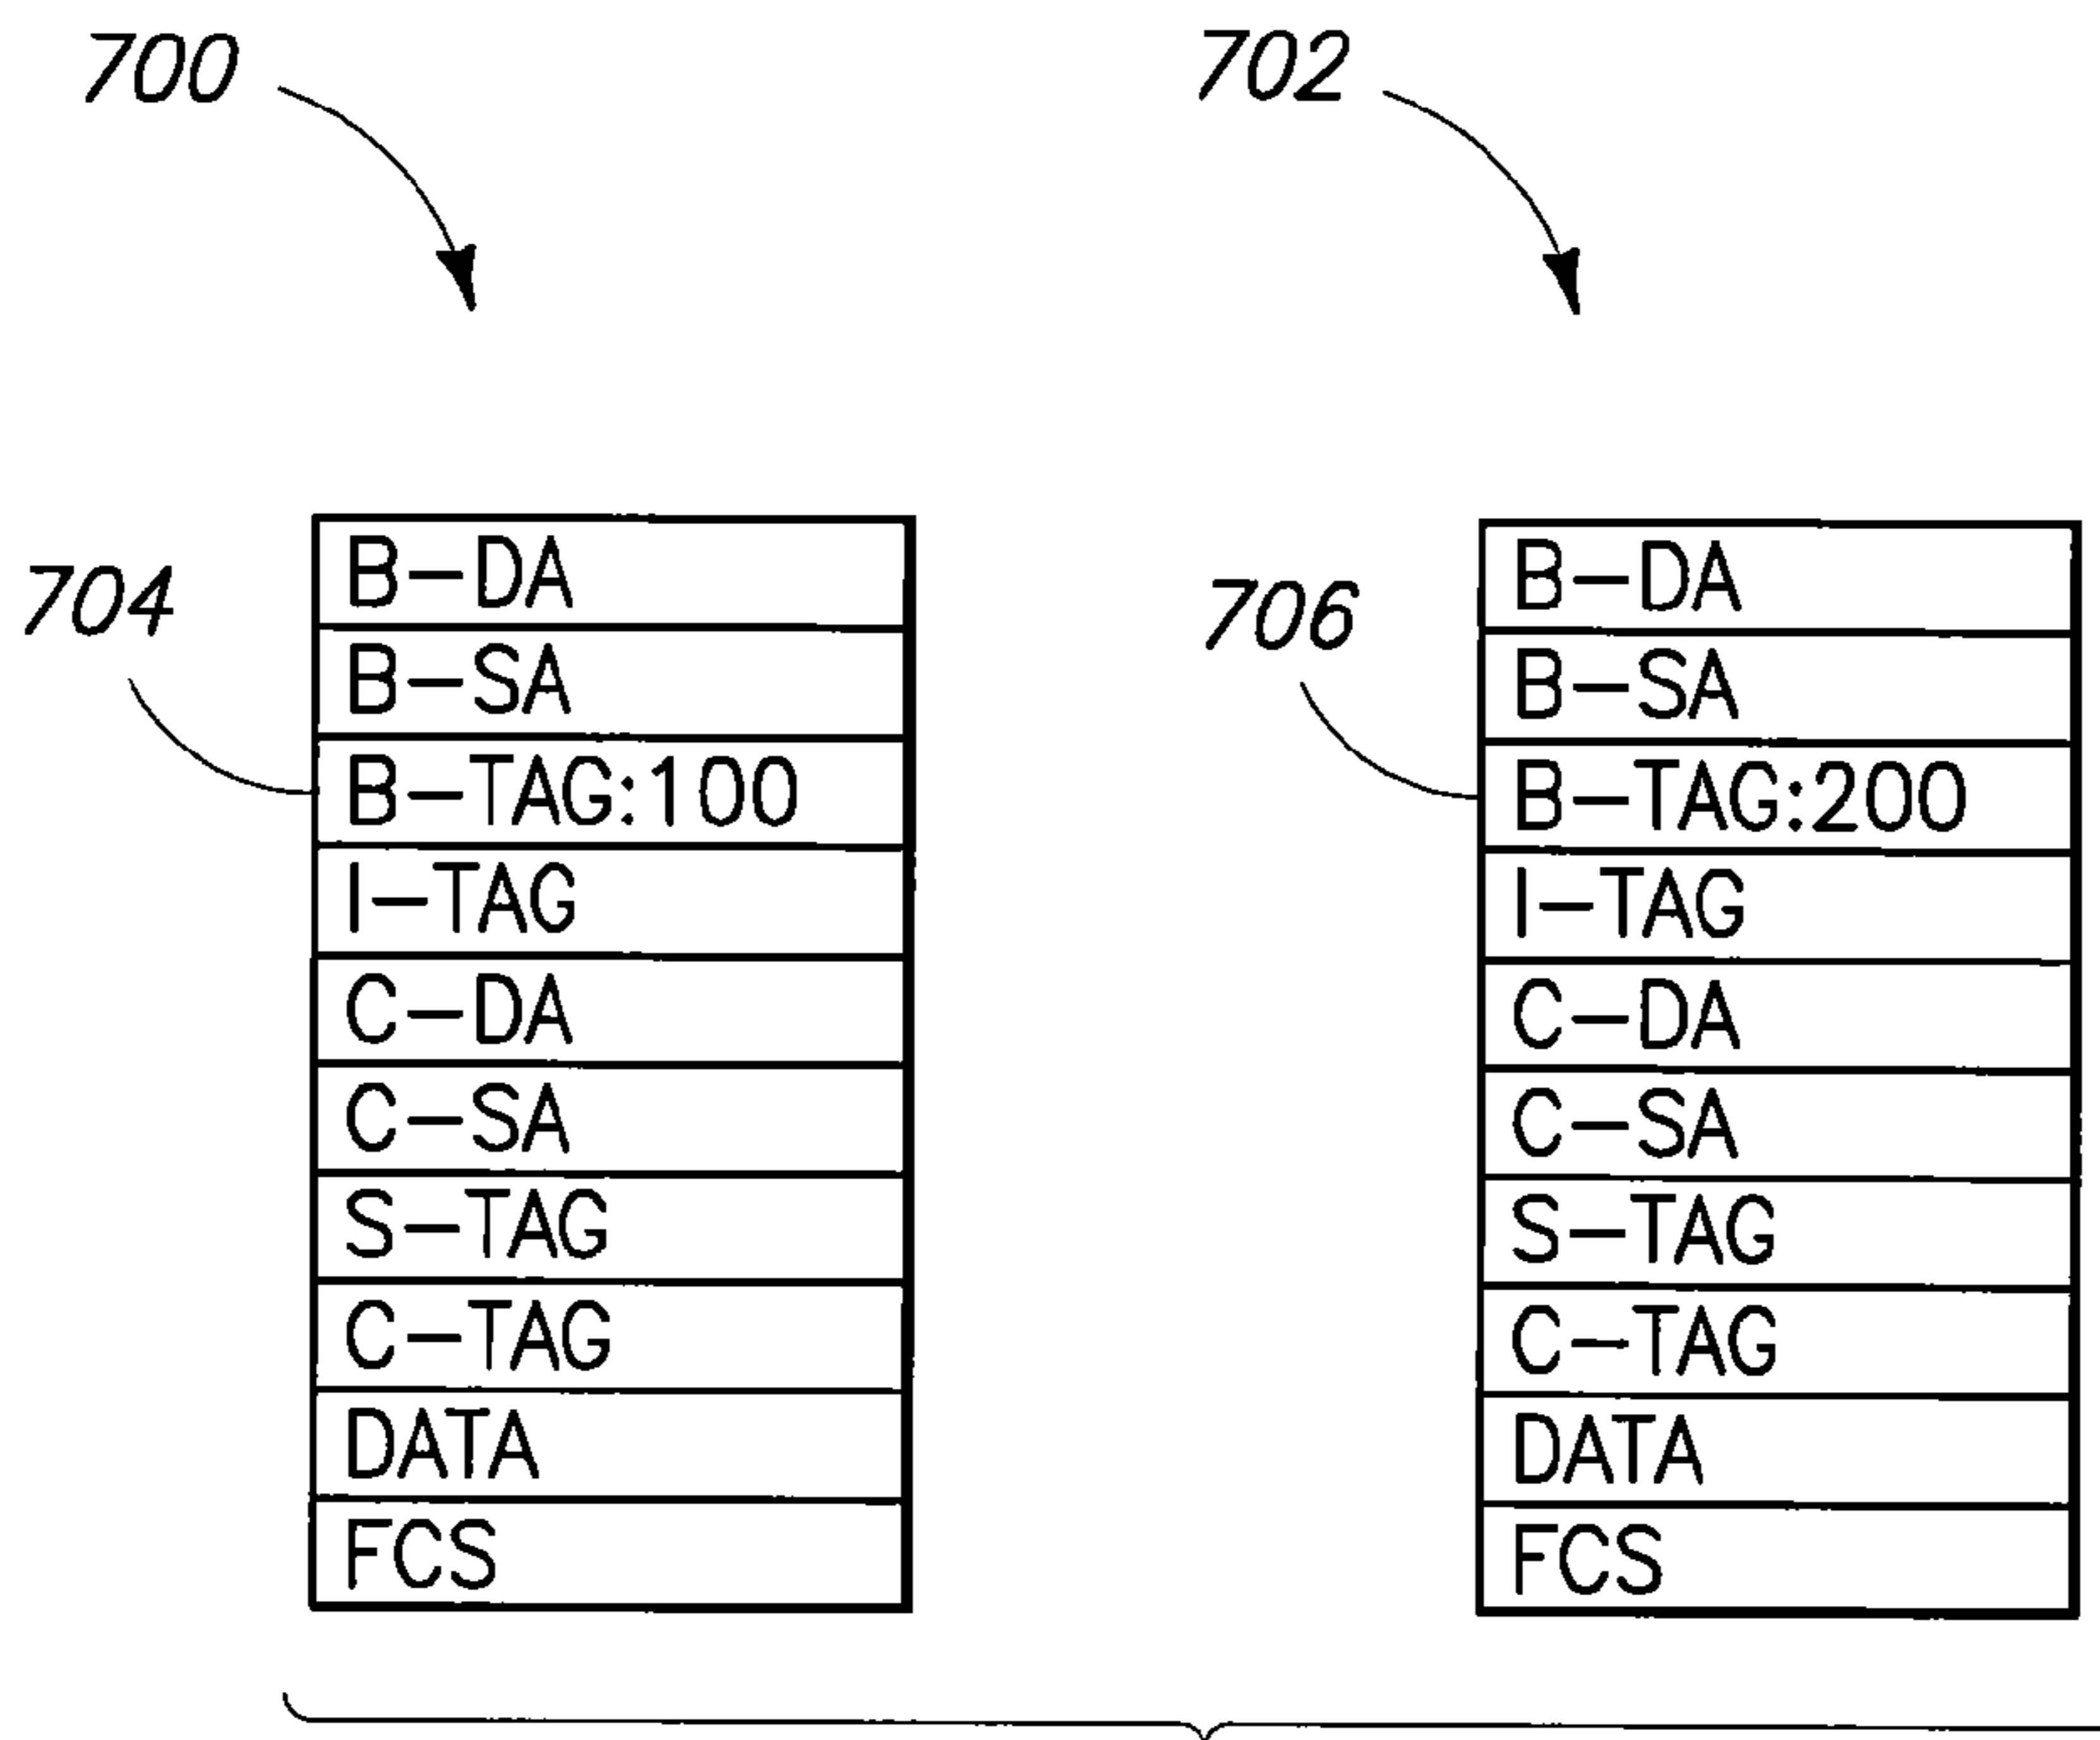 700
704
B-DA
B-SA
B-TAG:100
I-TAG
C-DA
C-SA
S-TAG
C-TAG
DATA
FCS
702
706
B-DA
B-SA
B-TAG:200
I-TAG
C-DA
C-SA
S-TAG
C-TAG
DATA
FCS